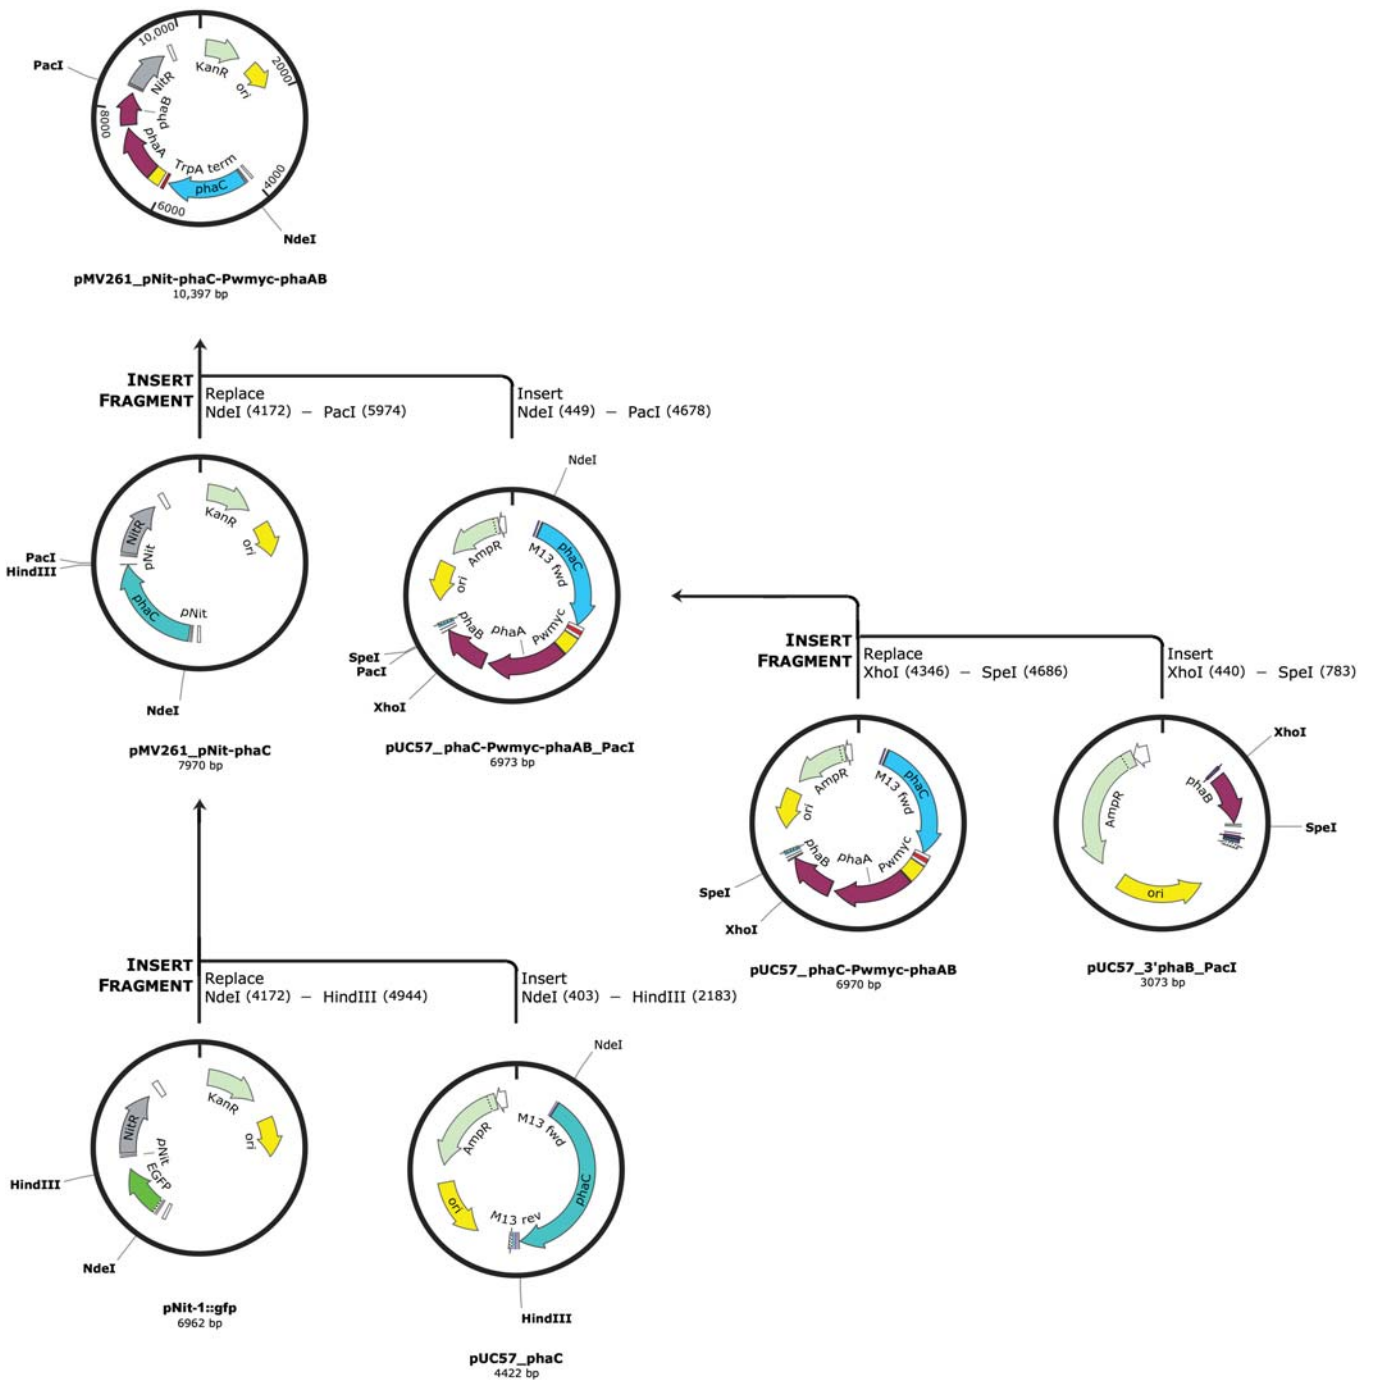 10,000
2000
4000
6000
8000
KanR
ori
NitR
phaB
phaA
TrpA term
phaC
PacI
NdeI
pMV261_pNit-phaC-Pwmyc-phaAB
10,397 bp
INSERT
FRAGMENT
Replace
NdeI (4172) – PacI (5974)
Insert
NdeI (449) – PacI (4678)
KanR
ori
NitR
pNit
phaC
pNit
PacI
HindIII
NdeI
pMV261_pNit-phaC
7970 bp
NdeI
AmpR
M13 fwd
phaC
ori
phaB
phaA
Pwmyc
SpeI
PacI
XhoI
pUC57_phaC-Pwmyc-phaAB_PacI
6973 bp
INSERT
FRAGMENT
Replace
XhoI (4346) – SpeI (4686)
Insert
XhoI (440) – SpeI (783)
AmpR
M13 fwd
phaC
ori
phaB
phaA
Pwmyc
SpeI
XhoI
pUC57_phaC-Pwmyc-phaAB
6970 bp
XhoI
phaB
AmpR
SpeI
ori
pUC57_3'phaB_PacI
3073 bp
INSERT
FRAGMENT
Replace
NdeI (4172) – HindIII (4944)
Insert
NdeI (403) – HindIII (2183)
KanR
ori
NitR
pNit
EGFP
HindIII
NdeI
pNit-1::gfp
6962 bp
NdeI
AmpR
M13 fwd
phaC
ori
M13 rev
HindIII
pUC57_phaC
4422 bp